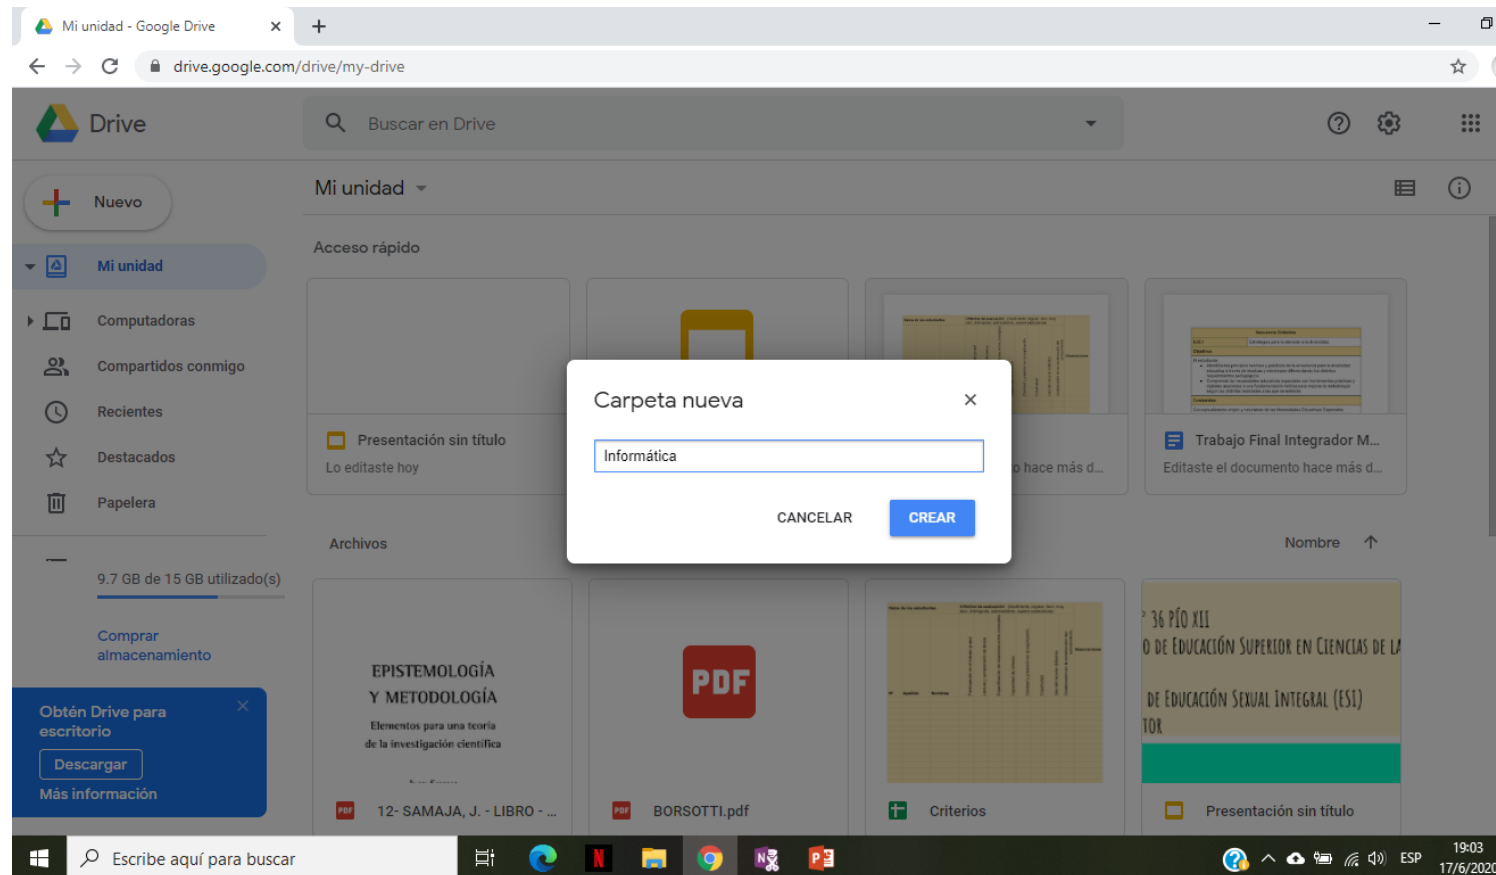 Mi unidad - Google Drive
drive.google.com/drive/my-drive
Drive
Buscar en Drive
Nuevo
Mi unidad
Mi unidad
Computadoras
Compartidos conmigo
Recientes
Destacados
Papelera
9.7 GB de 15 GB utilizado(s)
Comprar
almacenamiento
Obtén Drive para
escritorio
Descargar
Más información
Acceso rápido
Presentación sin título
Lo editaste hoy
o hace más d...
Trabajo Final Integrador M...
Editaste el documento hace más d...
Carpeta nueva
Informática
CANCELAR
CREAR
Archivos
Nombre
EPISTEMOLOGÍA
Y METODOLOGÍA
Elementos para una teoría
de la investigación científica
PDF
° 36 PÍO XII
O DE EDUCACIÓN SUPERIOR EN CIENCIAS DE LA
DE EDUCACIÓN SEXUAL INTEGRAL (ESI)
TOR
PDF
12- SAMAJA, J. - LIBRO - ...
PDF
BORSOTTI.pdf
Criterios
Presentación sin título
Escribe aquí para buscar
ESP
19:03
17/6/2020